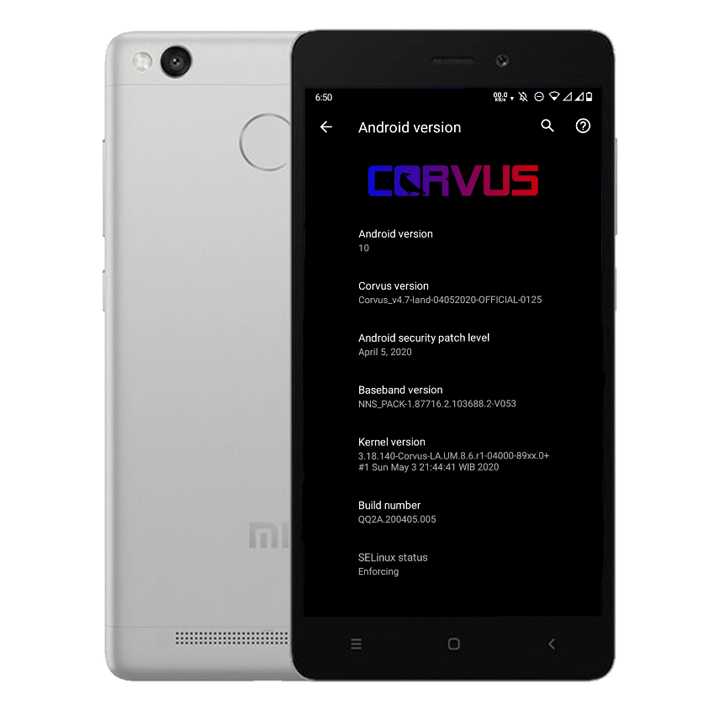 6:50
00.0
KB/s
Android version
CORVUS
Android version
10
Corvus version
Corvus_v4.7-land-04052020-OFFICIAL-0125
Android security patch level
April 5, 2020
Baseband version
NNS_PACK-1.87716.2.103688.2-V053
Kernel version
3.18.140-Corvus-LA.UM.8.6.r1-04000-89xx.0+
#1 Sun May 3 21:44:41 WIB 2020
Build number
QQ2A.200405.005
SELinux status
Enforcing
MI